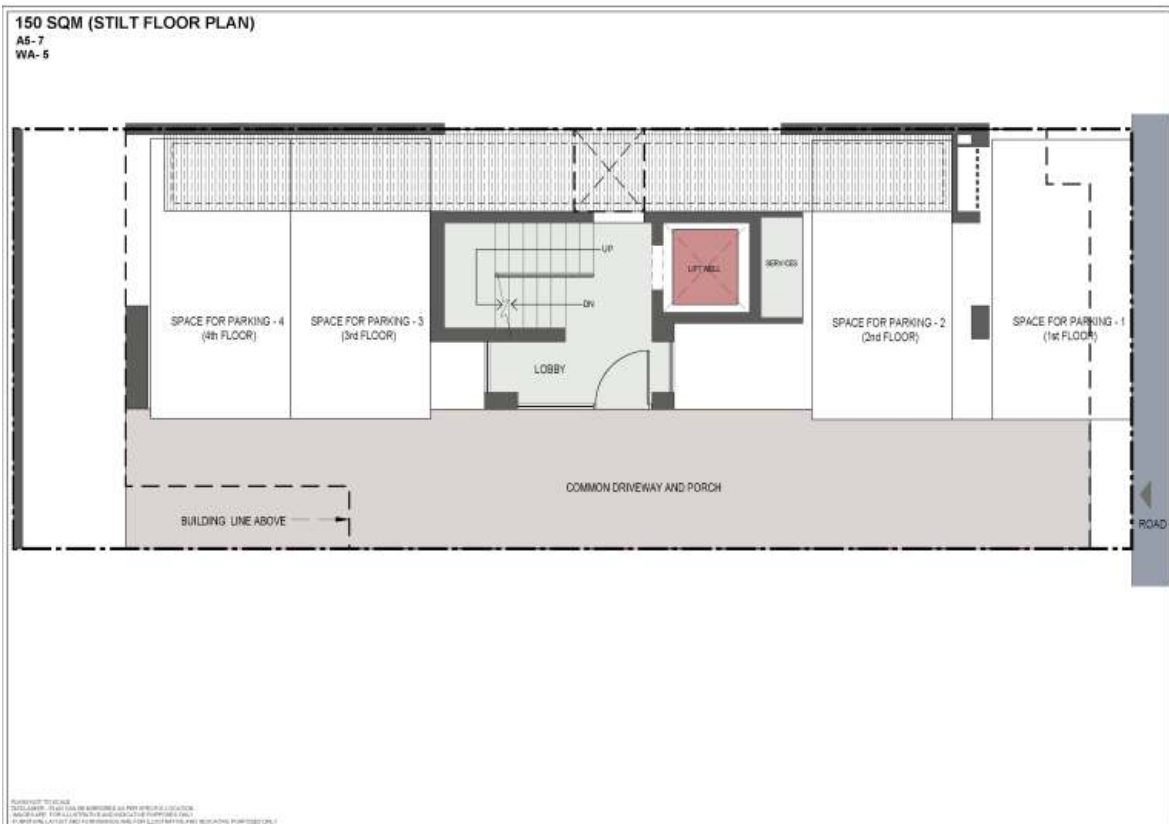 150 SQM (STILT FLOOR PLAN)
A5- 7
WA- 5
UP
LIFT WELL
SERVICES
DN
SPACE FOR PARKING - 4
(4th FLOOR)
SPACE FOR PARKING - 3
(3rd FLOOR)
SPACE FOR PARKING - 2
(2nd FLOOR)
SPACE FOR PARKING - 1
(1st FLOOR)
LOBBY
COMMON DRIVEWAY AND PORCH
BUILDING LINE ABOVE
ROAD